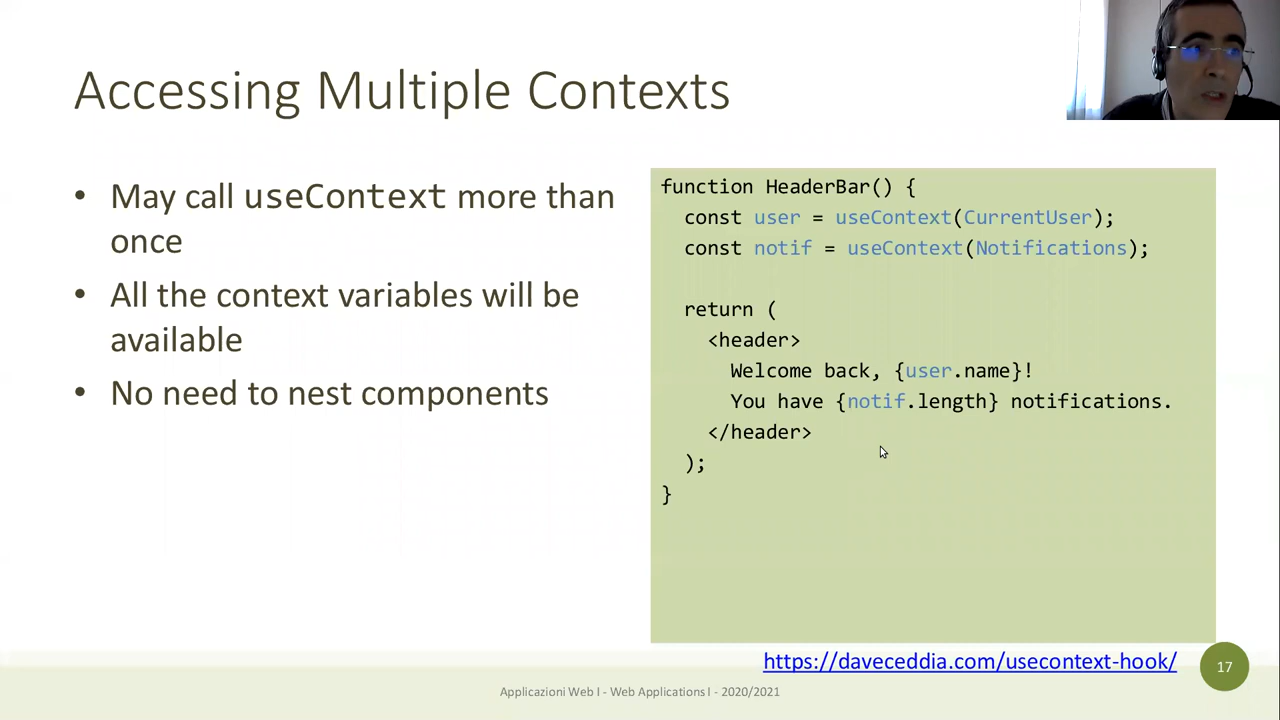 Accessing Multiple Contexts
• May call useContext more than
once
• All the context variables will be
available
• No need to nest components
function HeaderBar() {
  const user = useContext(CurrentUser);
  const notif = useContext(Notifications);
  return (
    <header>
      Welcome back, {user.name}!
      You have {notif.length} notifications.
    </header>
  );
}
https://daveceddia.com/usecontext-hook/
17
Applicazioni Web I - Web Applications I - 2020/2021